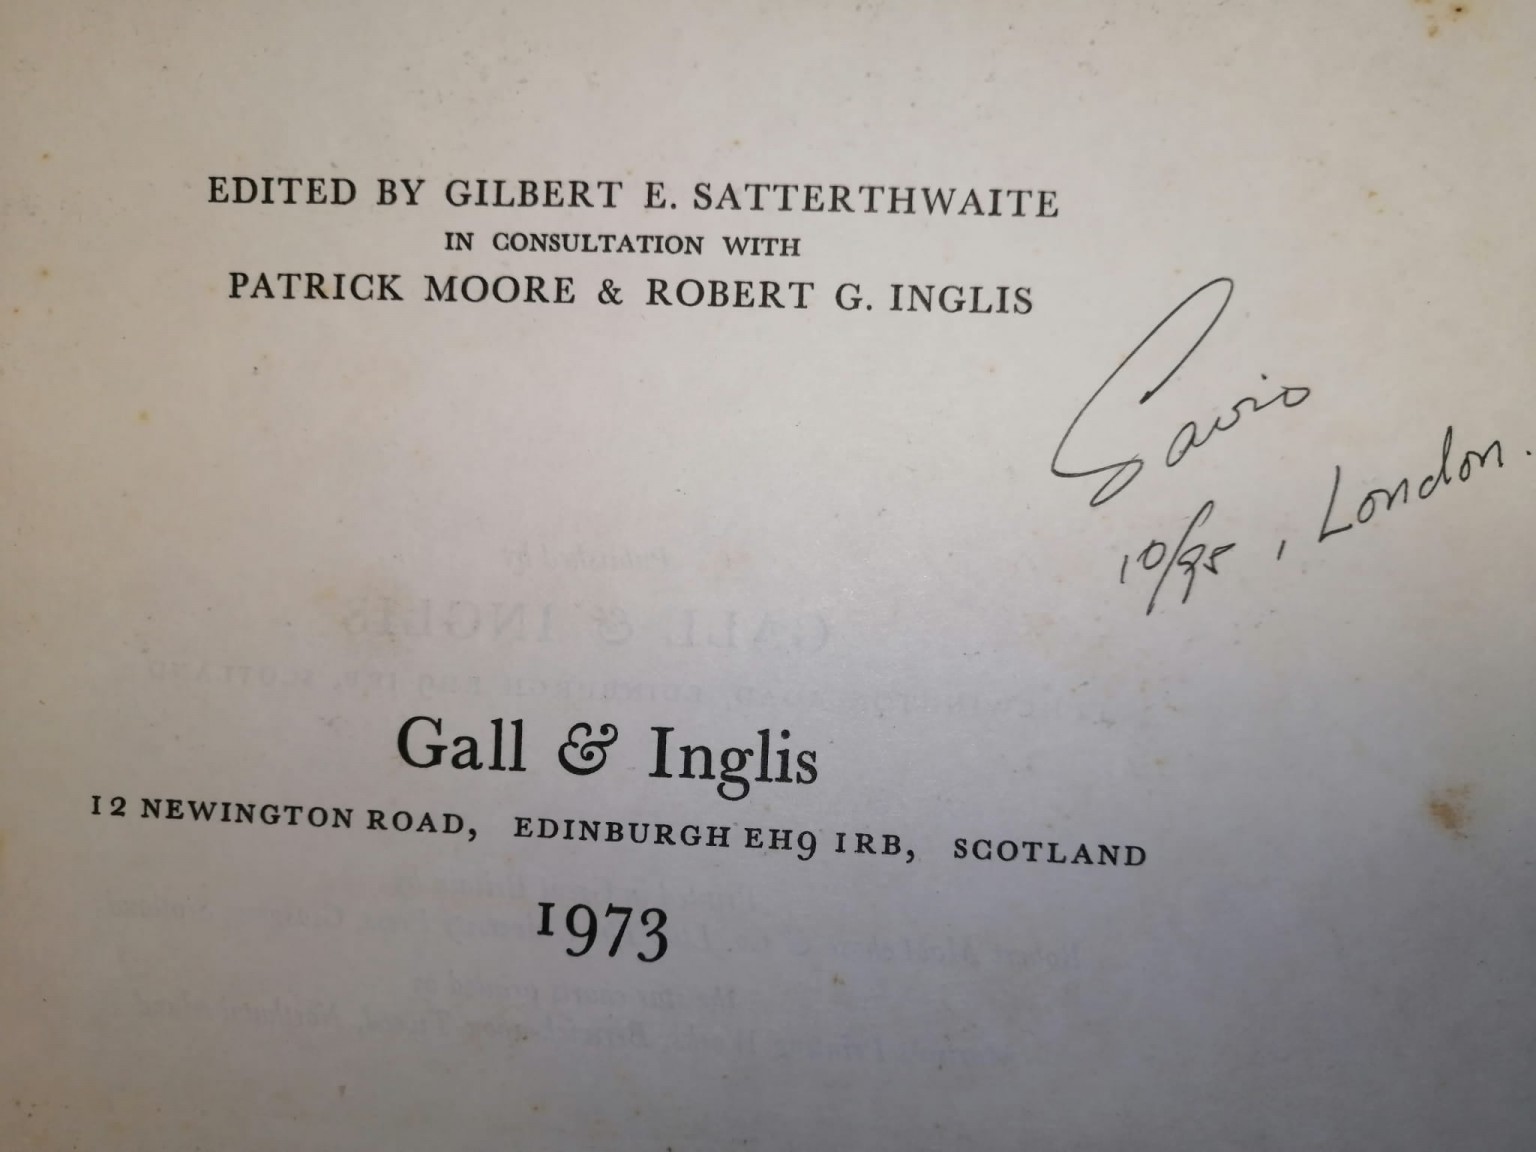 EDITED BY GILBERT E. SATTERTHWAITE
IN CONSULTATION WITH
PATRICK MOORE & ROBERT G. INGLIS
Savio
10/95, London.
Gall & Inglis
12 NEWINGTON ROAD, EDINBURGH EH9 1RB, SCOTLAND
1973